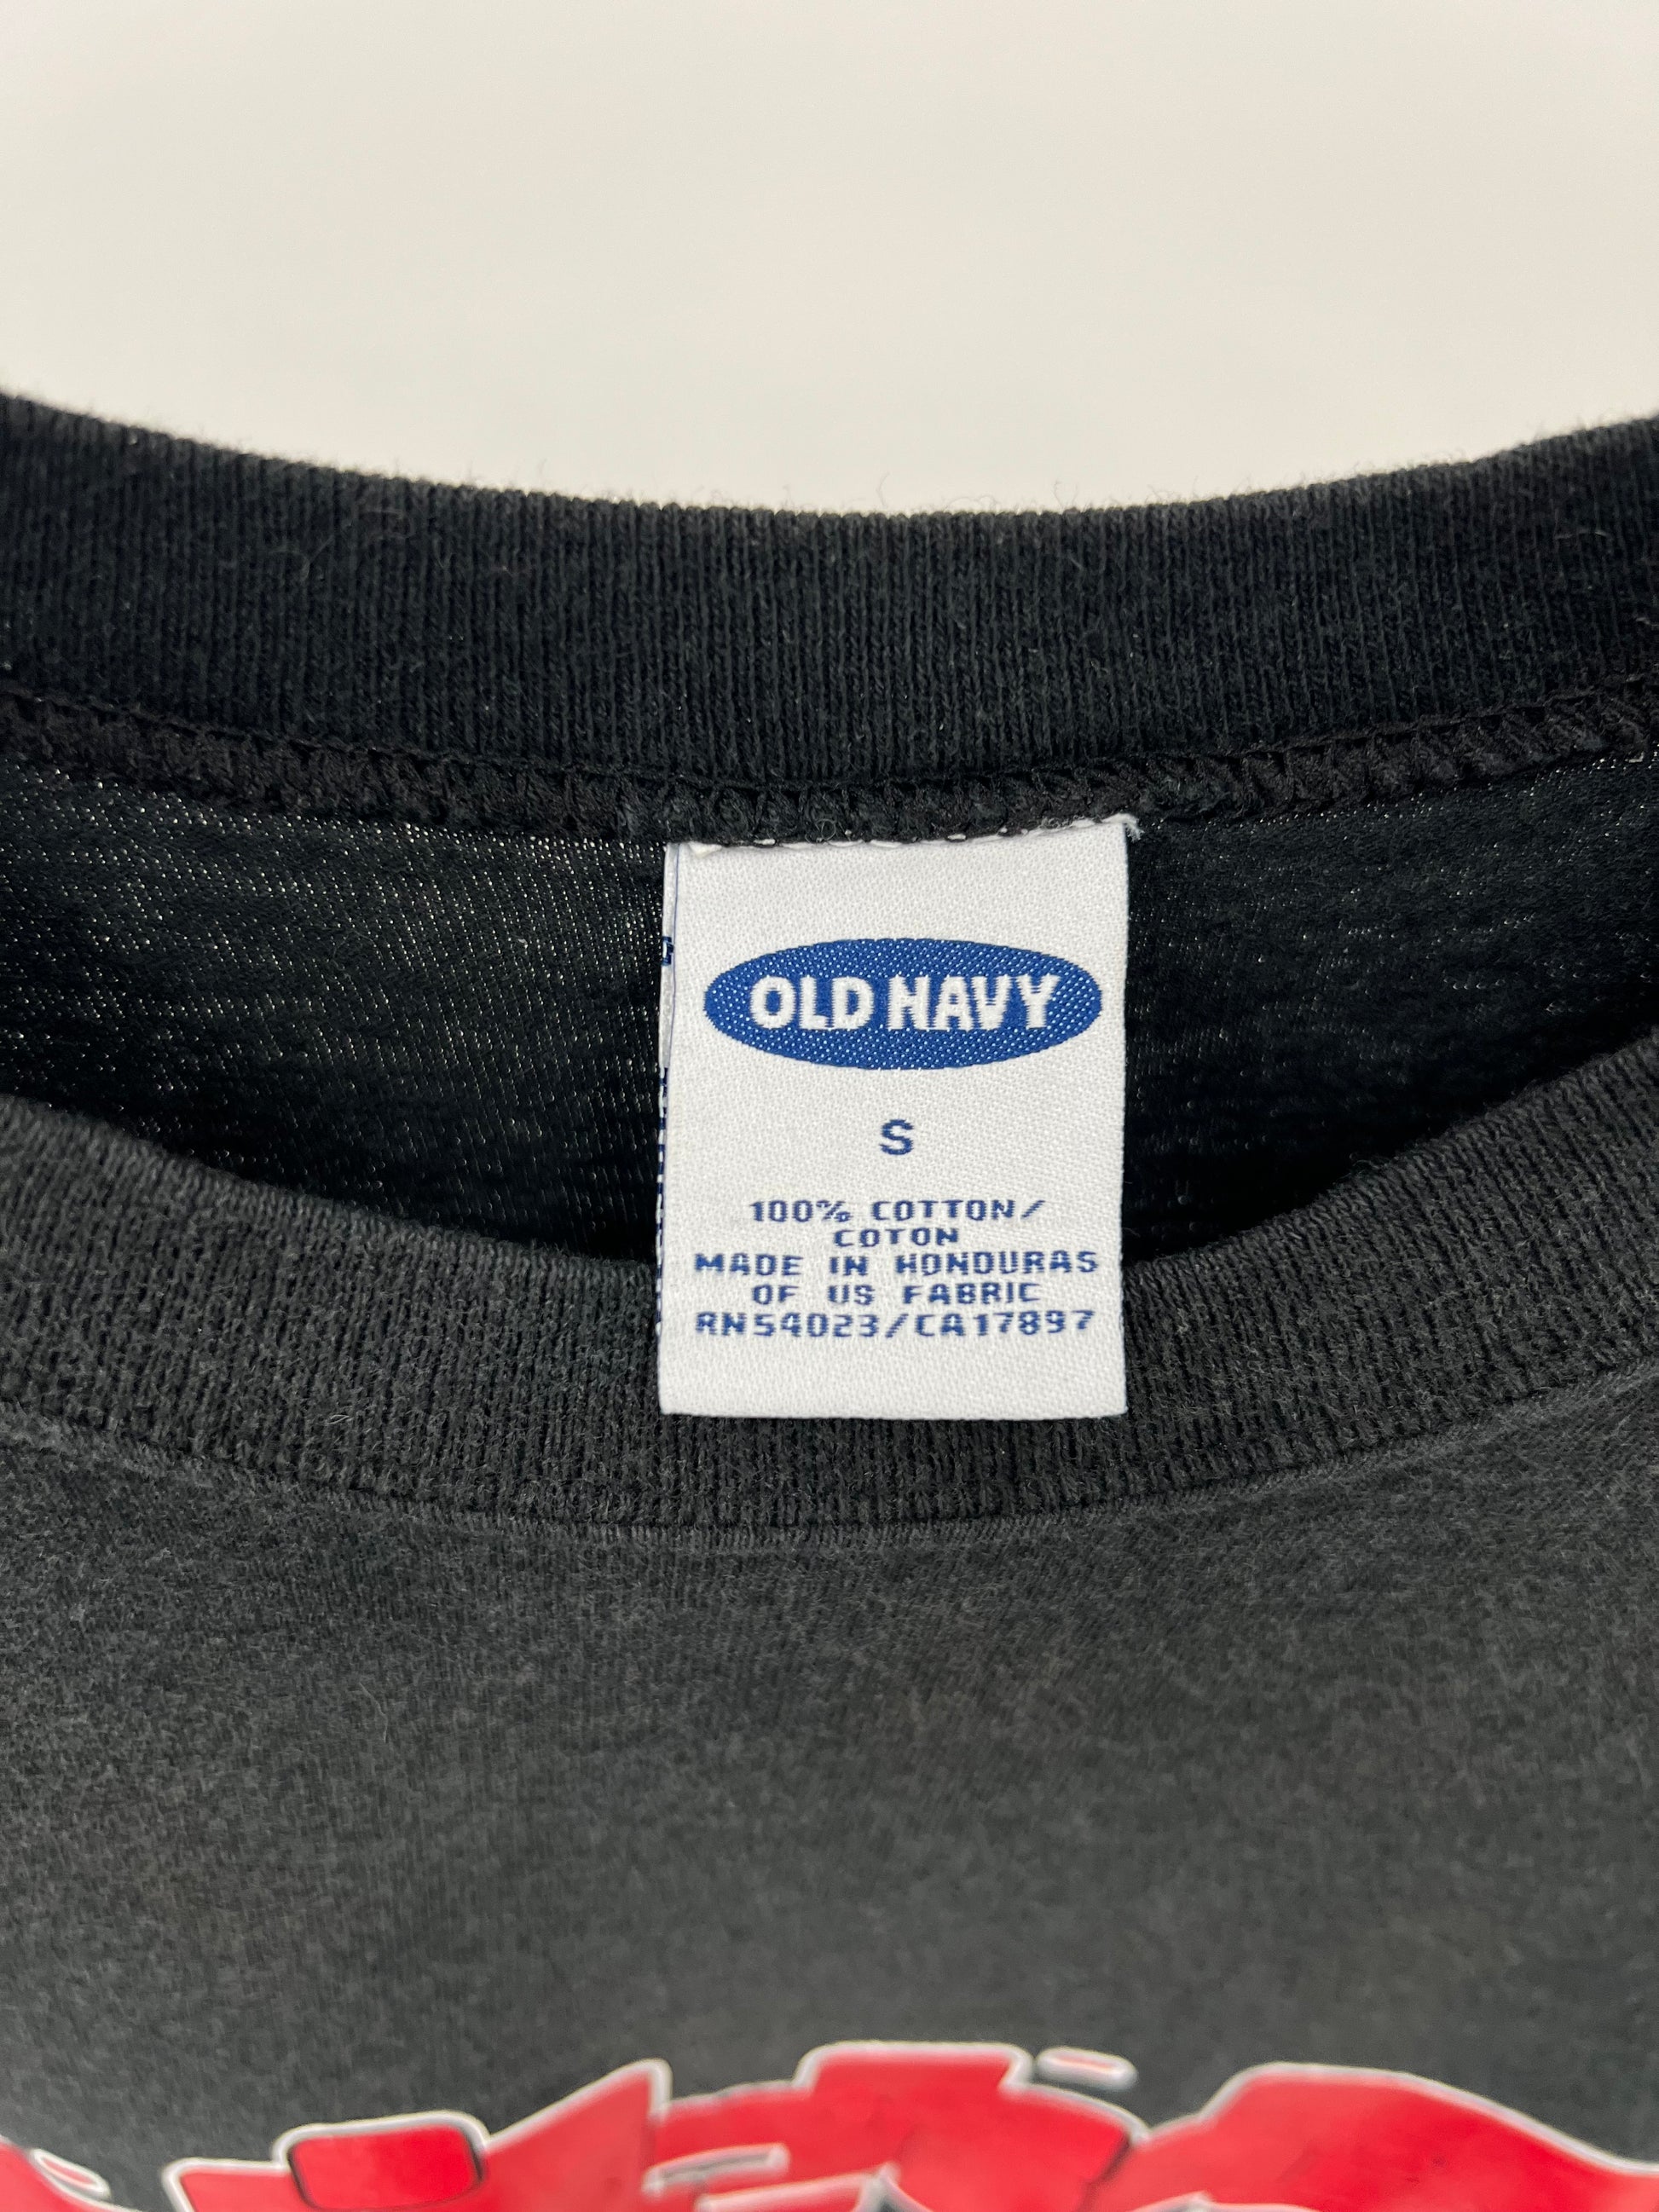 OLD NAVY
S
100% COTTON/
COTON
MADE IN HONDURAS
OF US FABRIC
RN54023/CA17897